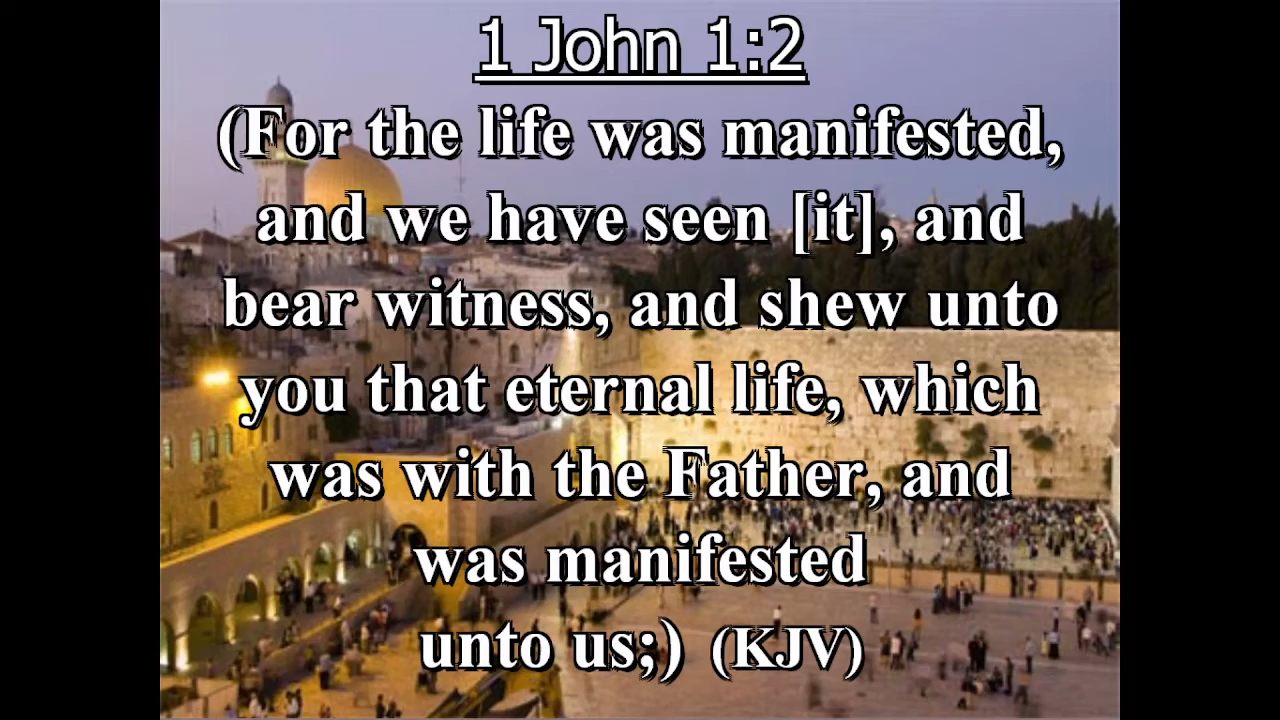 1 John 1:2
(For the life was manifested,
and we have seen [it], and
bear witness, and shew unto
you that eternal life, which
was with the Father, and
was manifested
unto us;) (KJV)